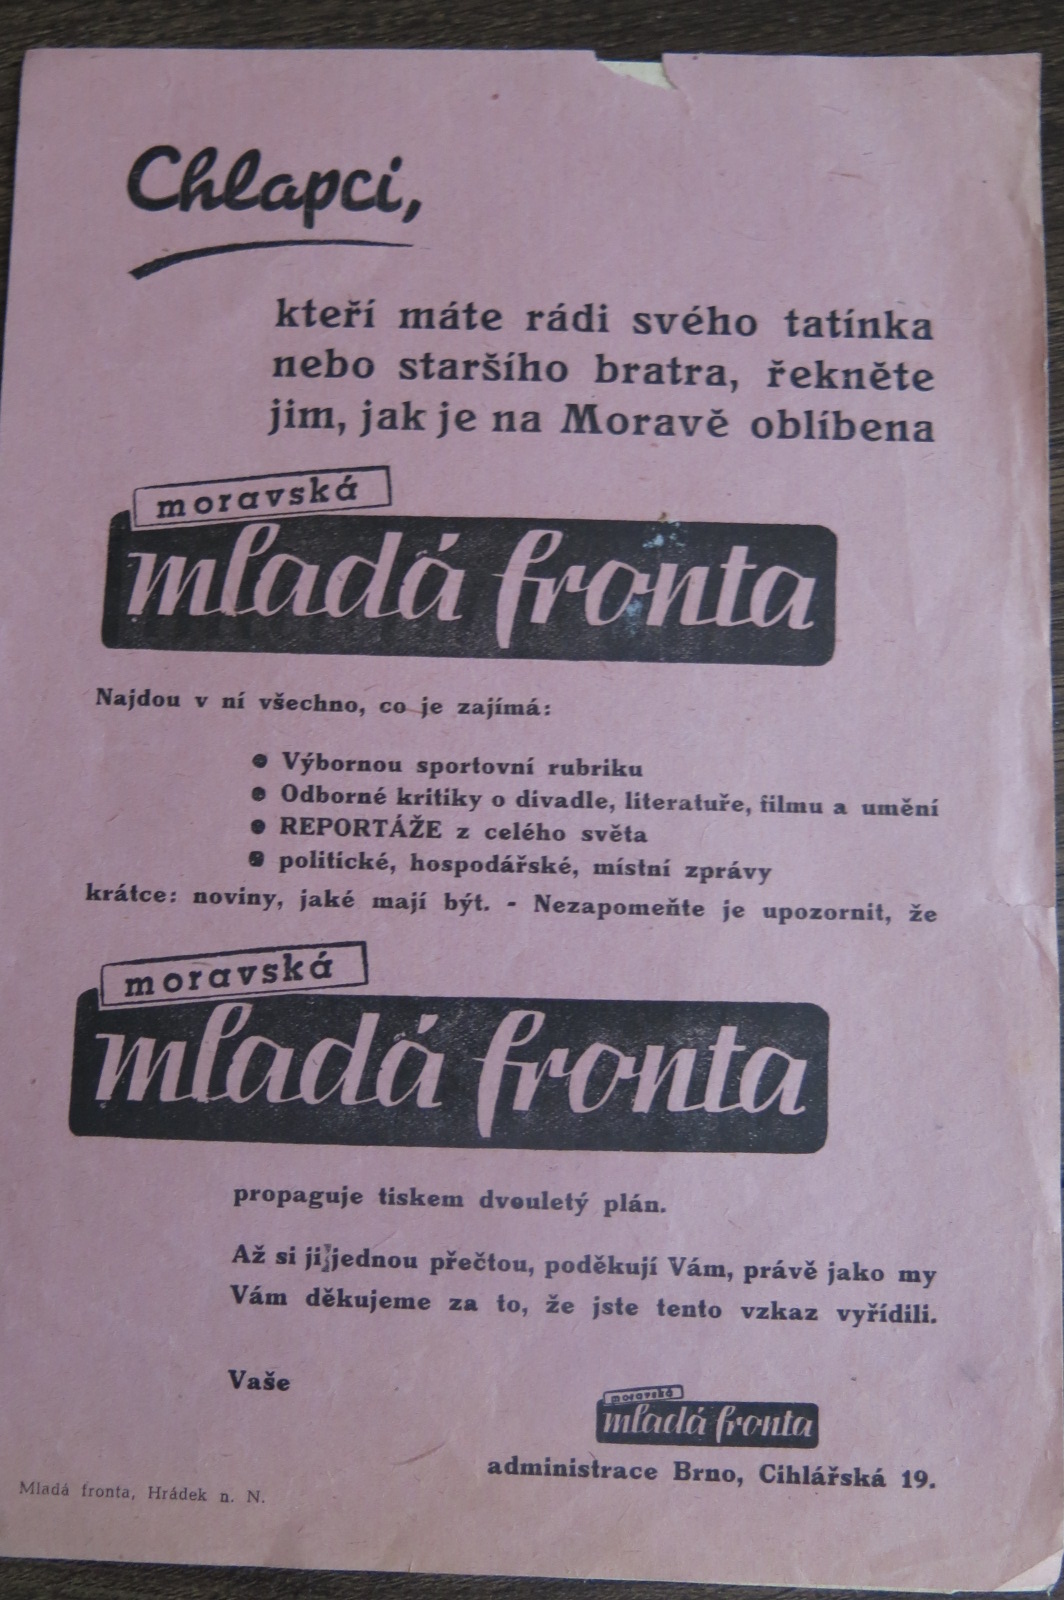 Chlapci,
kteří máte rádi svého tatínka
nebo staršího bratra, řekněte
jim, jak je na Moravě oblíbena
moravská
mladá fronta
Najdou v ní všechno, co je zajímá:
● Výbornou sportovní rubriku
● Odborné kritiky o divadle, literatuře, filmu a umění
● REPORTÁŽE z celého světa
● politické, hospodářské, místní zprávy
krátce: noviny, jaké mají být. - Nezapomeňte je upozornit, že
moravská
mladá fronta
propaguje tiskem dvouletý plán.
Až si ji jednou přečtou, poděkují Vám, právě jako my
Vám děkujeme za to, že jste tento vzkaz vyřídili.
Vaše
moravská
mladá fronta
administrace Brno, Cihlářská 19.
Mladá fronta, Hrádek n. N.